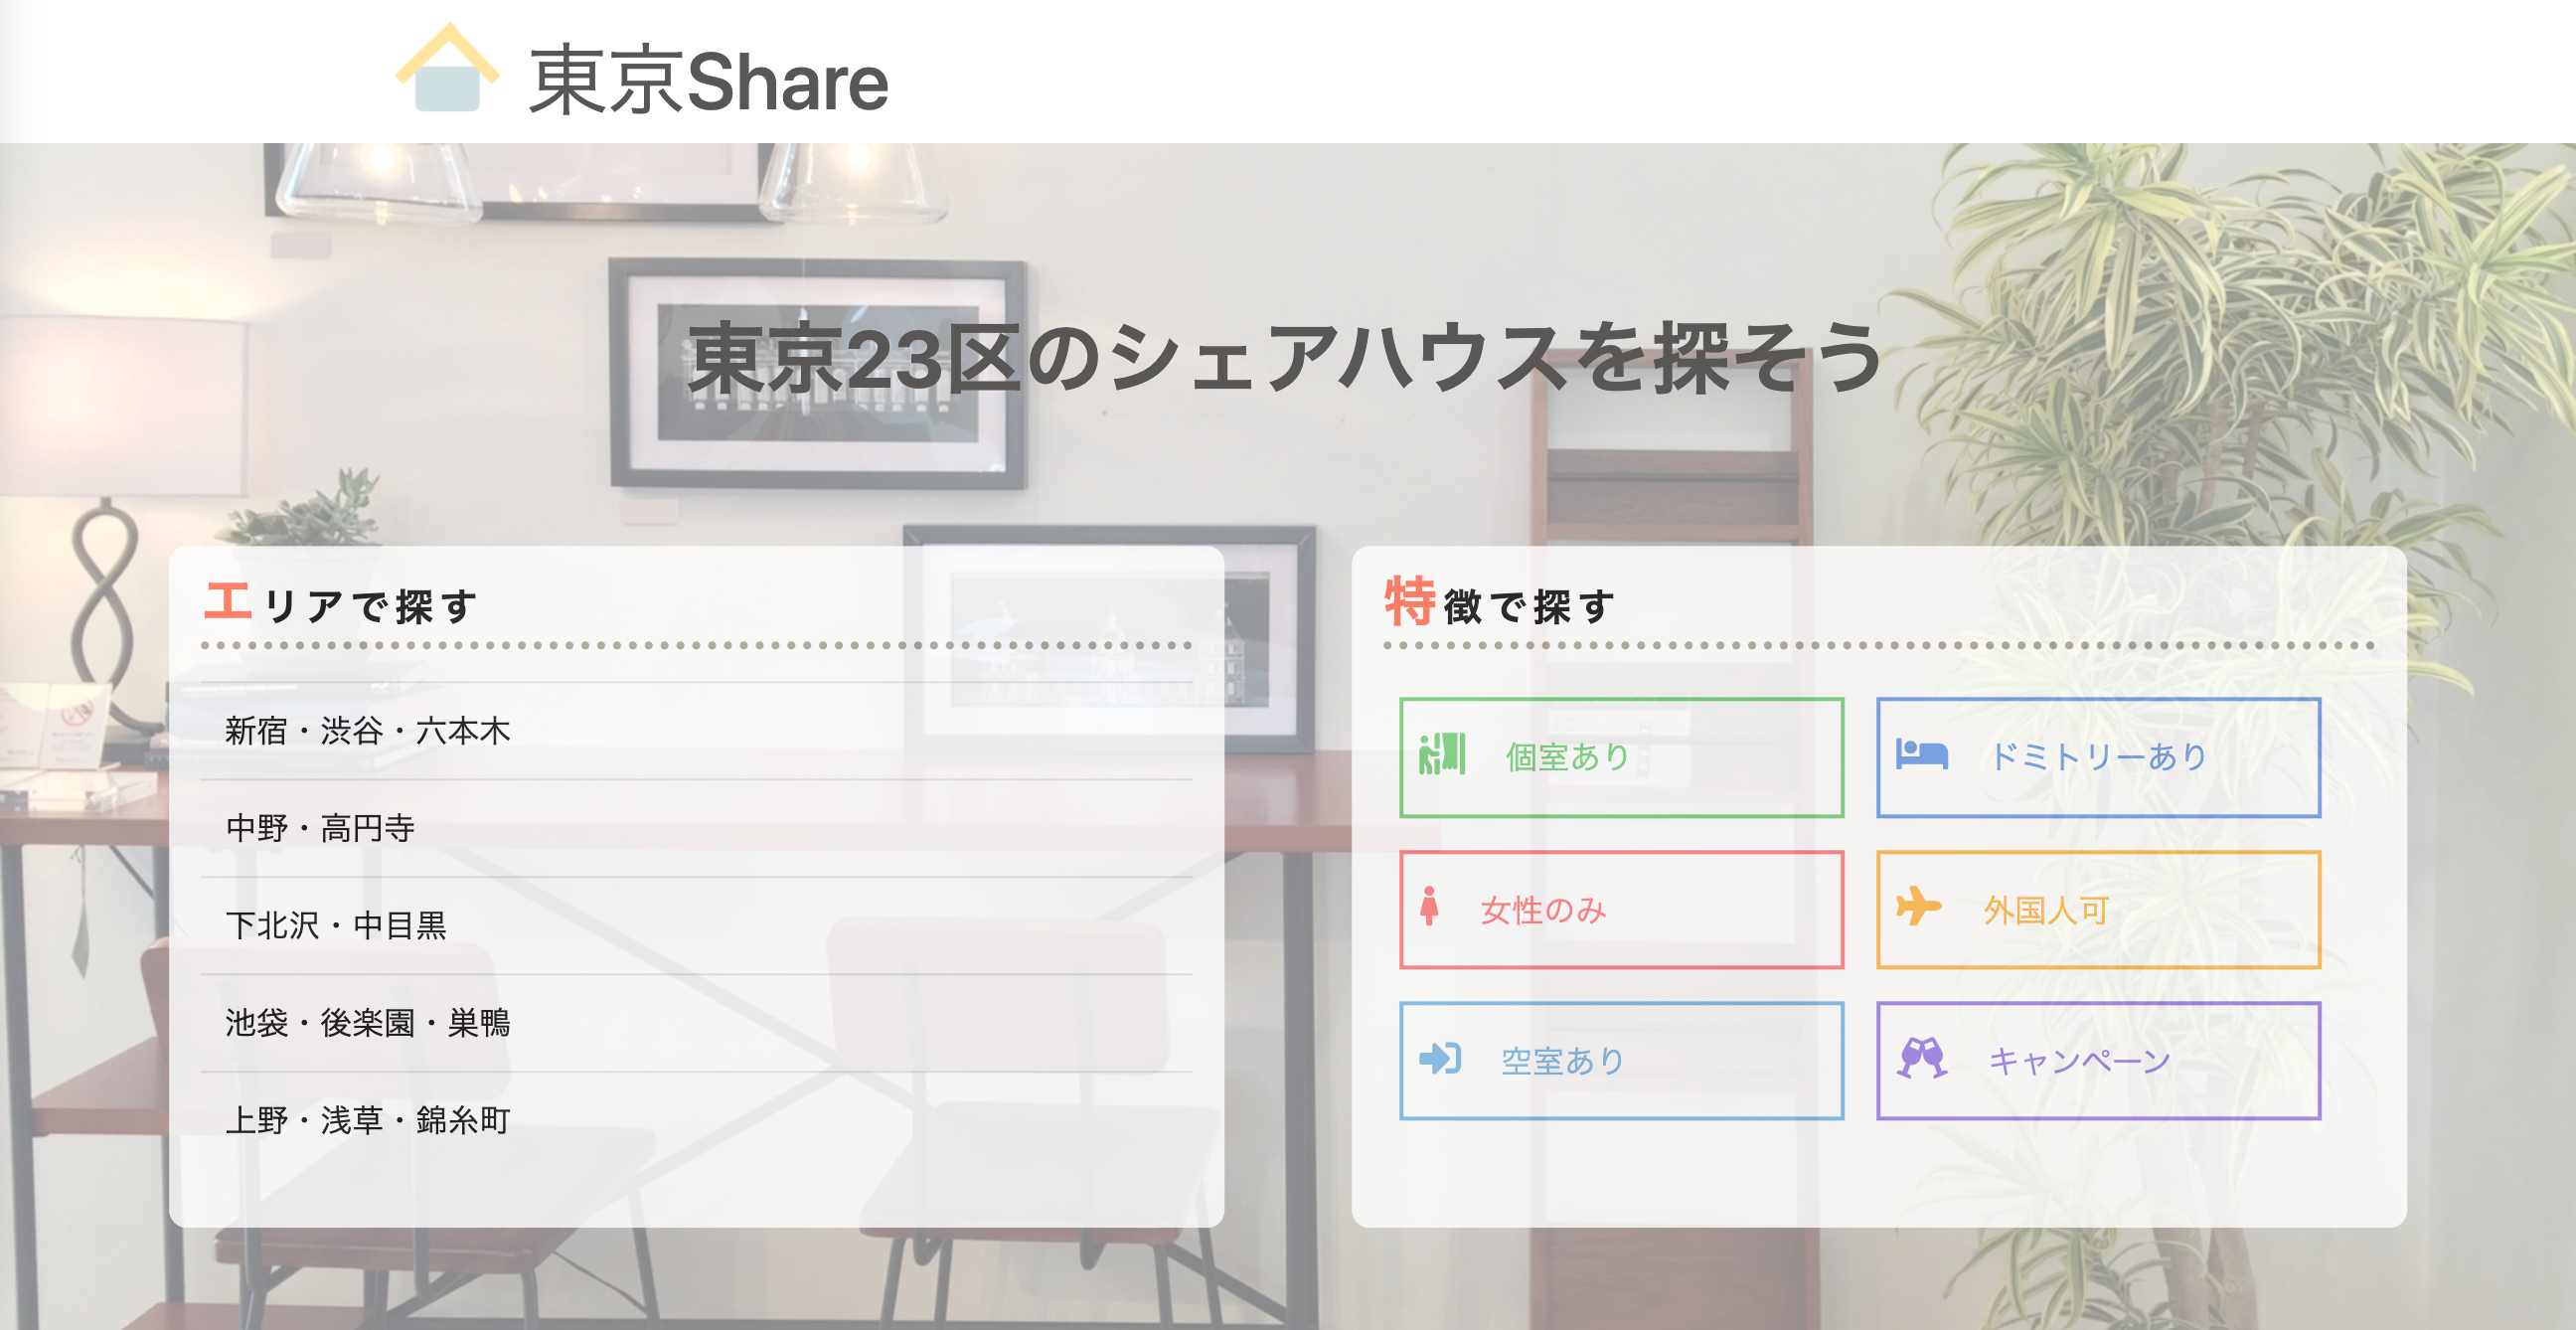 東京Share
東京23区のシェアハウスを探そう
エリアで探す
新宿・渋谷・六本木
中野・高円寺
下北沢・中目黒
池袋・後楽園・巣鴨
上野・浅草・錦糸町
特徴で探す
個室あり
ドミトリーあり
女性のみ
外国人可
空室あり
キャンペーン